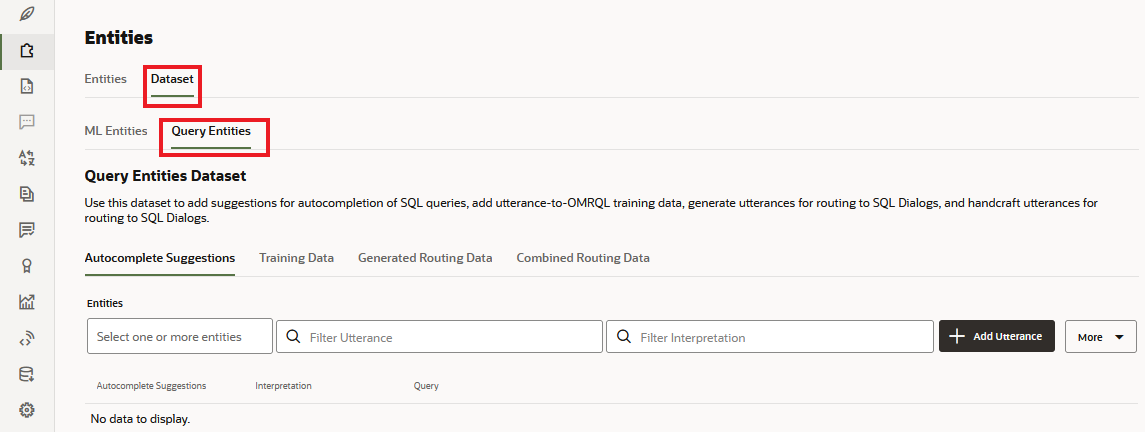 Entities
Entities Dataset
ML Entities Query Entities
Query Entities Dataset
Use this dataset to add suggestions for autocompletion of SQL queries, add utterance-to-OMRQL training data, generate utterances for routing to SQL Dialogs, and handcraft utterances for
routing to SQL Dialogs.
Autocomplete Suggestions Training Data Generated Routing Data Combined Routing Data
Entities
Select one or more entities Filter Utterance Filter Interpretation Add Utterance More
Autocomplete Suggestions Interpretation Query
No data to display.